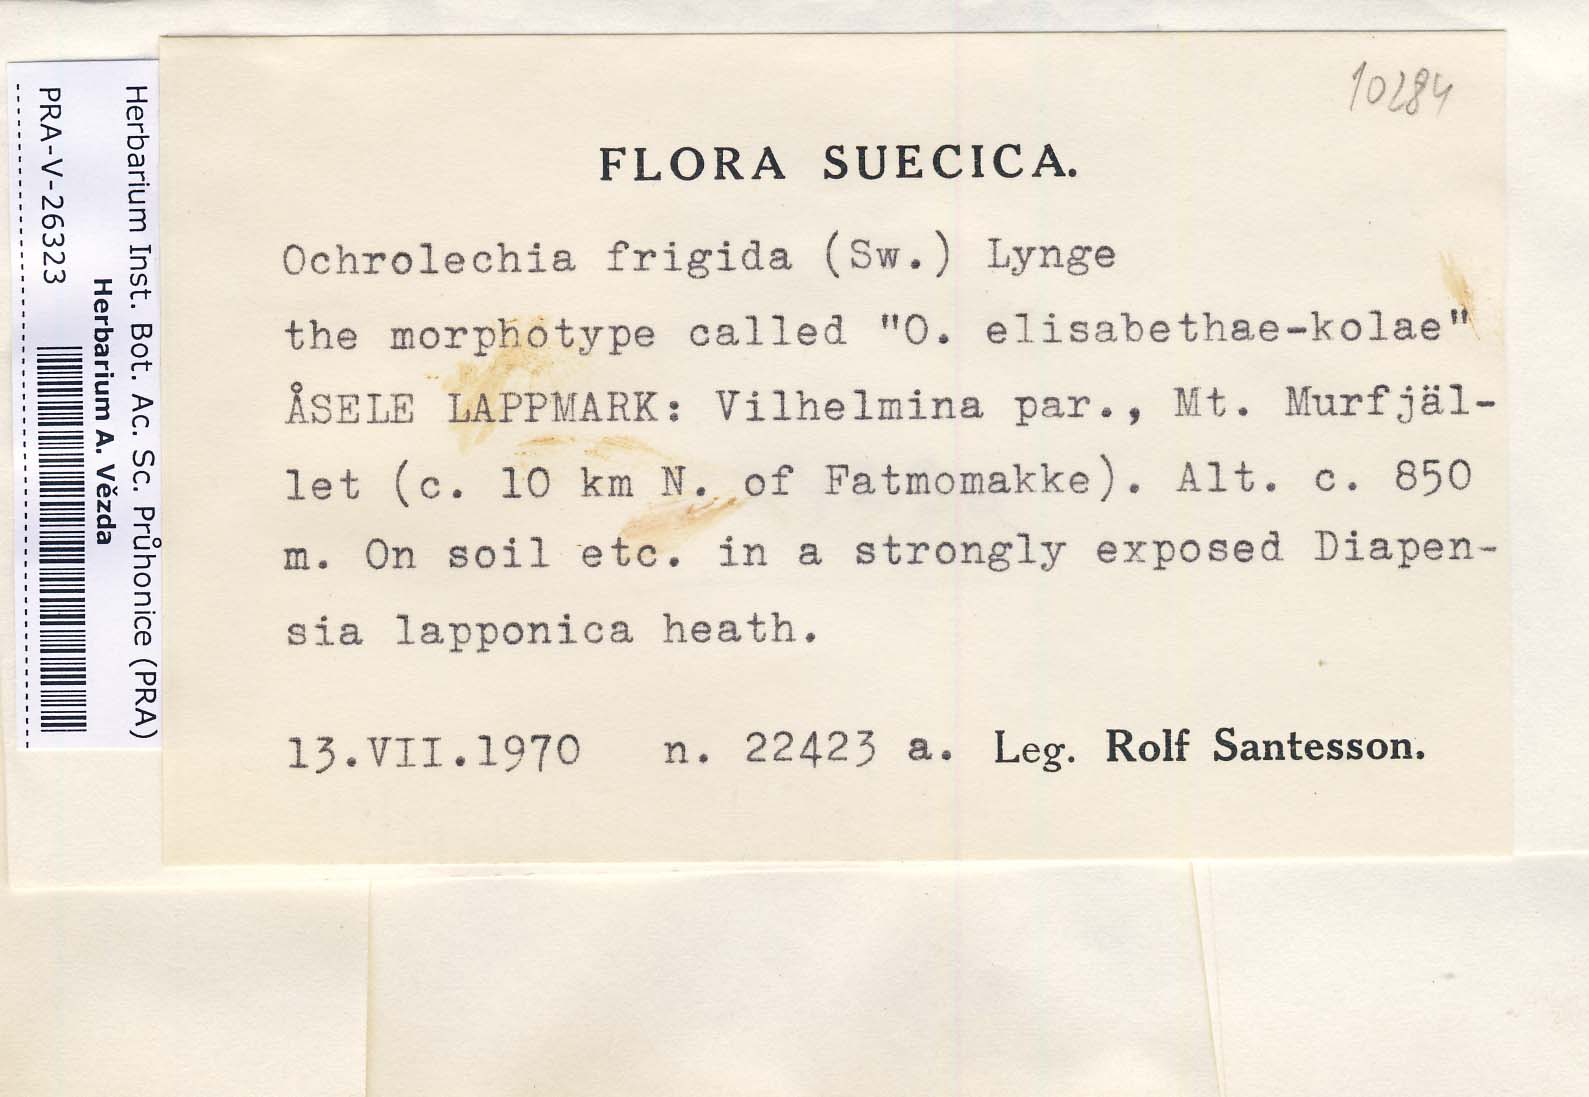 10284
FLORA SUECICA.
Ochrolechia frigida (Sw.) Lynge
the morphotype called "O. elisabethae-kolae"
ÅSELE LAPPMARK: Vilhelmina par., Mt. Murfjäl-
let (c. 10 km N. of Fatmomakke). Alt. c. 850
m. On soil etc. in a strongly exposed Diapen-
sia lapponica heath.
13.VII.1970 n. 22423 a. Leg. Rolf Santesson.
Herbarium Inst. Bot. Ac. Sc. Průhonice (PRA)
Herbarium A. Vězda
PRA-V-26323